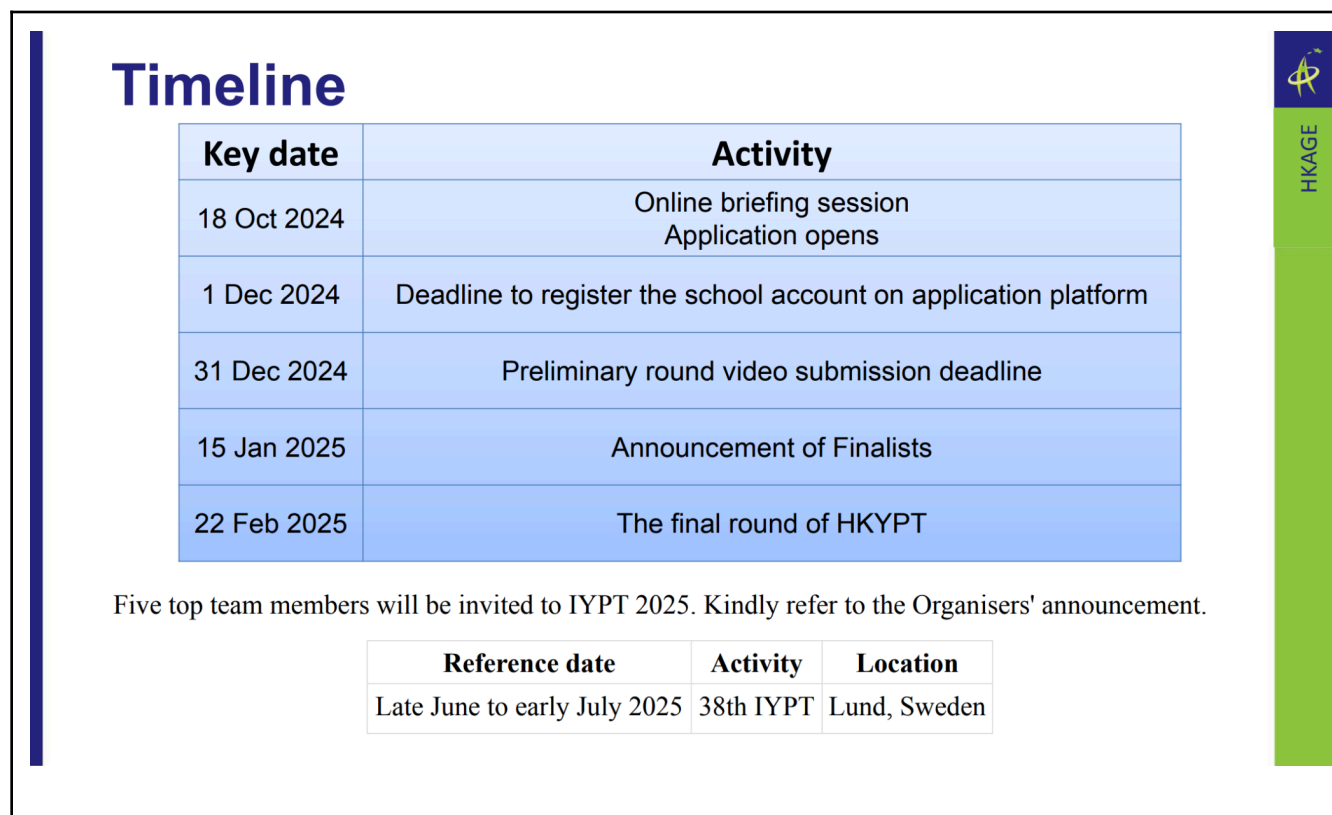 Timeline
HKAGE
Key date Activity
18 Oct 2024 Online briefing session
Application opens
1 Dec 2024 Deadline to register the school account on application platform
31 Dec 2024 Preliminary round video submission deadline
15 Jan 2025 Announcement of Finalists
22 Feb 2025 The final round of HKYPT
Five top team members will be invited to IYPT 2025. Kindly refer to the Organisers' announcement.
Reference date Activity Location
Late June to early July 2025 38th IYPT Lund, Sweden